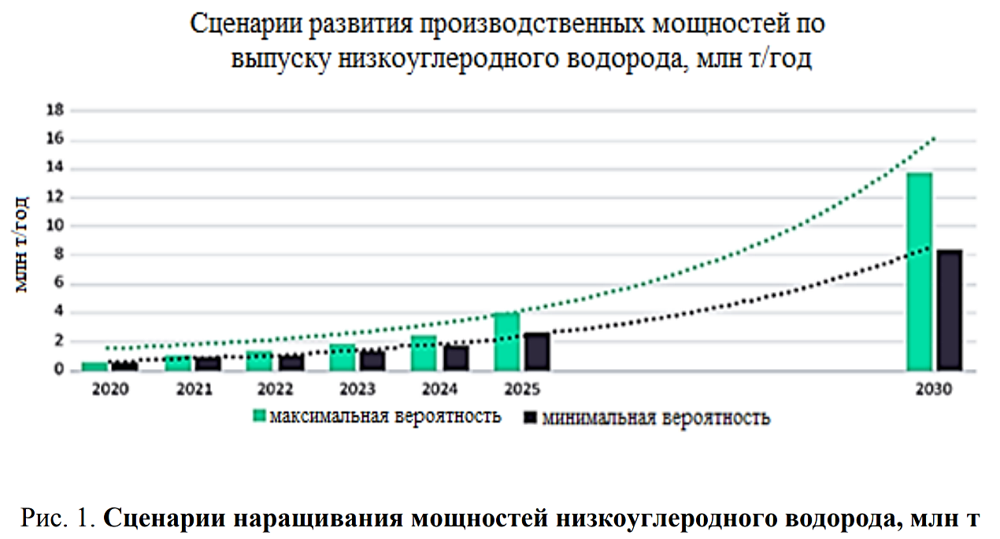 Сценарии развития производственных мощностей по
выпуску низкоуглеродного водорода, млн т/год
18
16
14
12
10
8
6
4
2
0
млн т/год
2020 2021 2022 2023 2024 2025 2030
максимальная вероятность минимальная вероятность
Рис. 1. Сценарии наращивания мощностей низкоуглеродного водорода, млн т